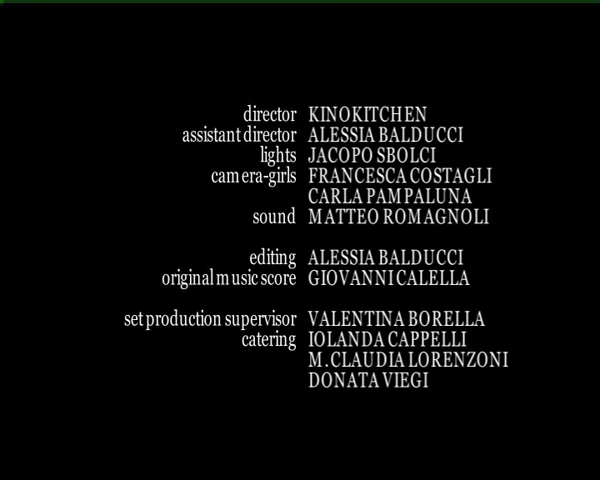 director KINOKITCHEN
assistant director ALESSIA BALDUCCI
lights JACOPO SBOLCI
camera-girls FRANCESCA COSTAGLI
CARLA PAMPALUNA
sound MATTEO ROMAGNOLI
editing ALESSIA BALDUCCI
original music score GIOVANNI CALELLA
set production supervisor VALENTINA BORELLA
catering IOLANDA CAPPELLI
M.CLAUDIA LORENZONI
DONATA VIEGI